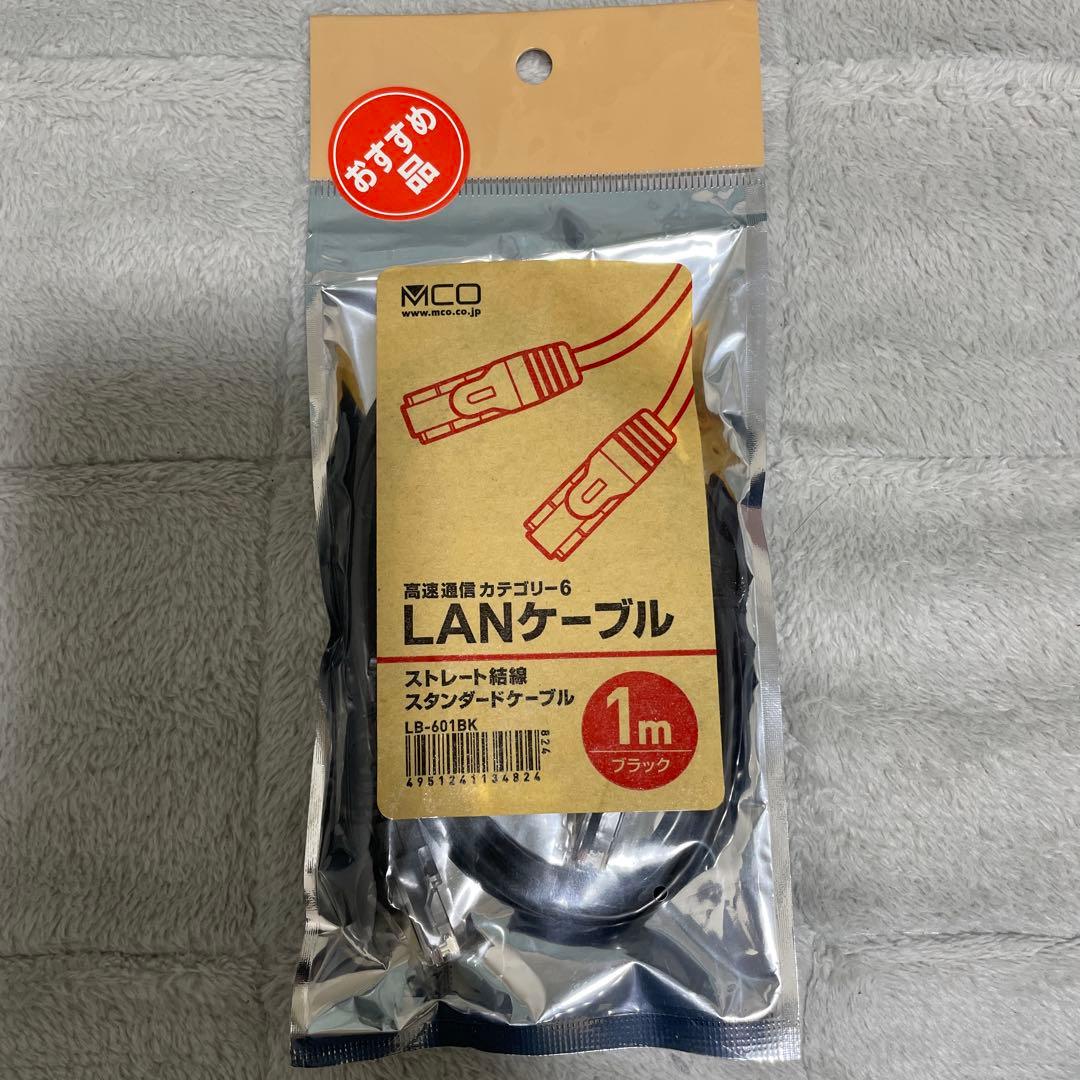 おすすめ
品
MCO
www.mco.co.jp
高速通信 カテゴリー6
LANケーブル
ストレート結線
スタンダードケーブル
LB-601BK
824
4951241134824
1m
ブラック